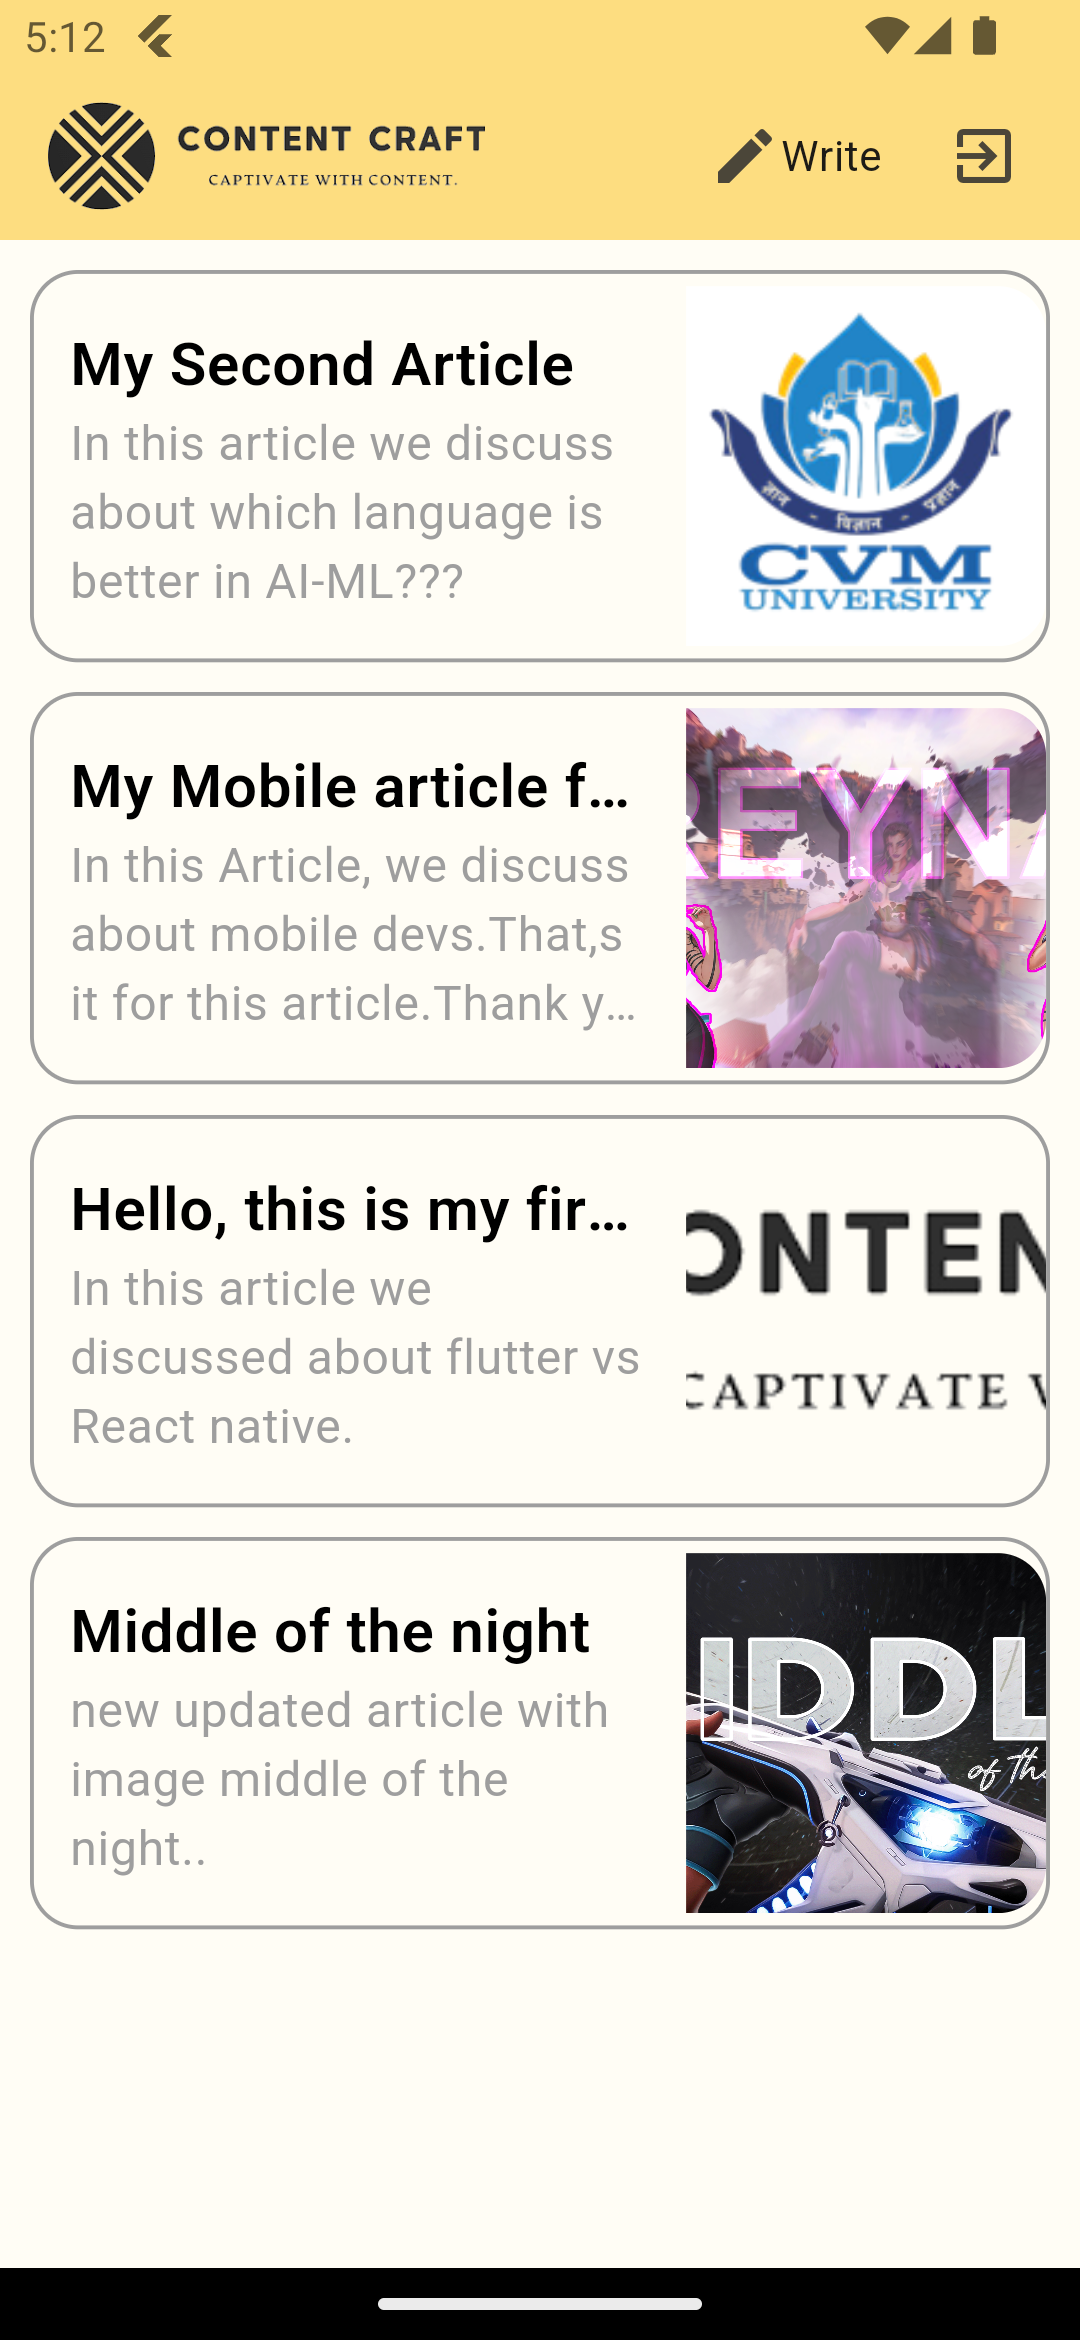 5:12
CONTENT CRAFT
CAPTIVATE WITH CONTENT.
Write
My Second Article
In this article we discuss
about which language is
better in AI-ML???
ज्ञान - विज्ञान - प्रज्ञान
CVM
UNIVERSITY
My Mobile article f...
In this Article, we discuss
about mobile devs.That,s
it for this article.Thank y...
REYNA
Hello, this is my fir...
In this article we
discussed about flutter vs
React native.
ONTEN
CAPTIVATE W
Middle of the night
new updated article with
image middle of the
night..
IDDL
of the